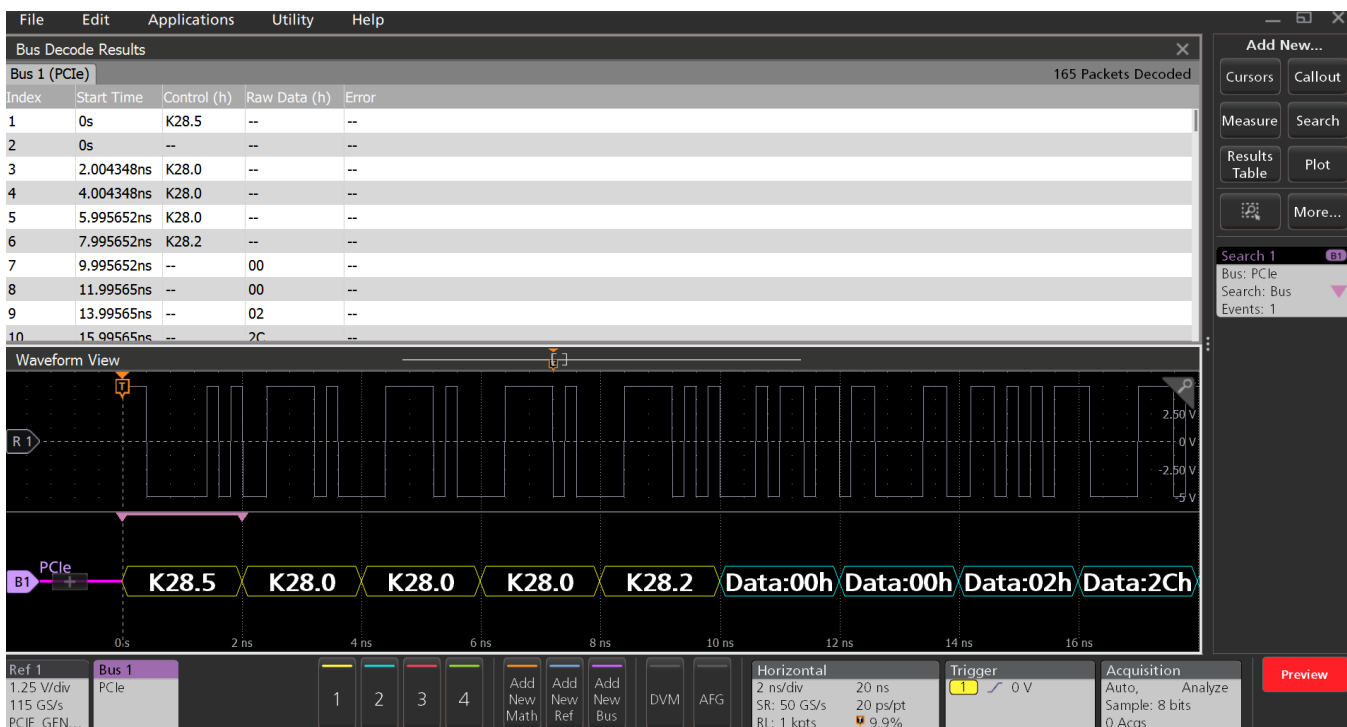 File Edit Applications Utility Help
Bus Decode Results
Bus 1 (PCIe) 165 Packets Decoded
Index Start Time Control (h) Raw Data (h) Error
1 0s K28.5 -- --
2 0s -- -- --
3 2.004348ns K28.0 -- --
4 4.004348ns K28.0 -- --
5 5.995652ns K28.0 -- --
6 7.995652ns K28.2 -- --
7 9.995652ns -- 00 --
8 11.99565ns -- 00 --
9 13.99565ns -- 02 --
10 15.99565ns -- 2C --
Waveform View
T
T
2.50 V
R 1
0 V
-2.50 V
-5 V
PCIe
B1 + K28.5 K28.0 K28.0 K28.0 K28.2 Data:00h Data:00h Data:02h Data:2Ch
0s 2 ns 4 ns 6 ns 8 ns 10 ns 12 ns 14 ns 16 ns
Add New...
Cursors Callout
Measure Search
Results Table Plot
More...
Search 1 B1
Bus: PCIe
Search: Bus
Events: 1
Ref 1
1.25 V/div
115 GS/s
PCIE_GEN...
Bus 1
PCIe
1 2 3 4
Add New Math
Add New Ref
Add New Bus
DVM AFG
Horizontal
2 ns/div 20 ns
SR: 50 GS/s 20 ps/pt
RL: 1 kpts 9.9%
Trigger
1 0 V
Acquisition
Auto, Analyze
Sample: 8 bits
0 Acqs
Preview